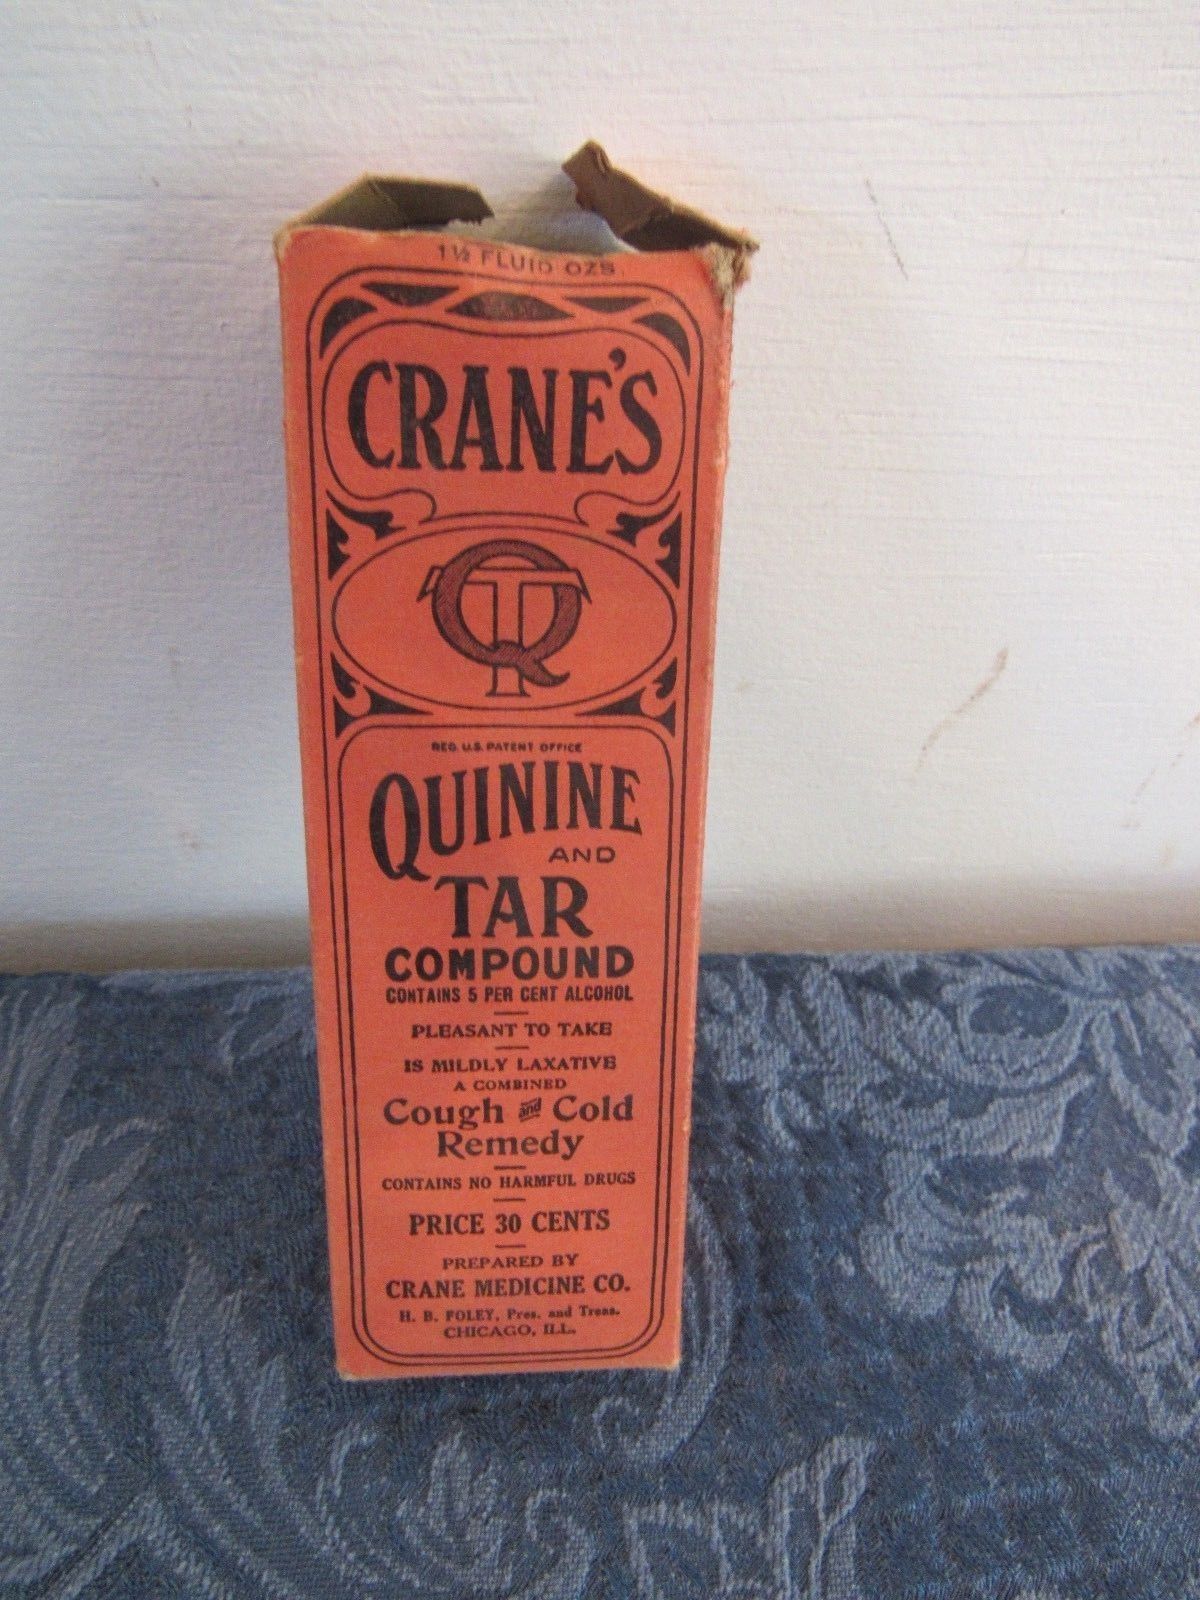 1½ FLUID OZS.
CRANE'S
QT
REG. U.S. PATENT OFFICE
QUININE
AND
TAR
COMPOUND
CONTAINS 5 PER CENT ALCOHOL
PLEASANT TO TAKE
IS MILDLY LAXATIVE
A COMBINED
Cough and Cold
Remedy
CONTAINS NO HARMFUL DRUGS
PRICE 30 CENTS
PREPARED BY
CRANE MEDICINE CO.
H. B. FOLEY, Pres. and Treas.
CHICAGO, ILL.